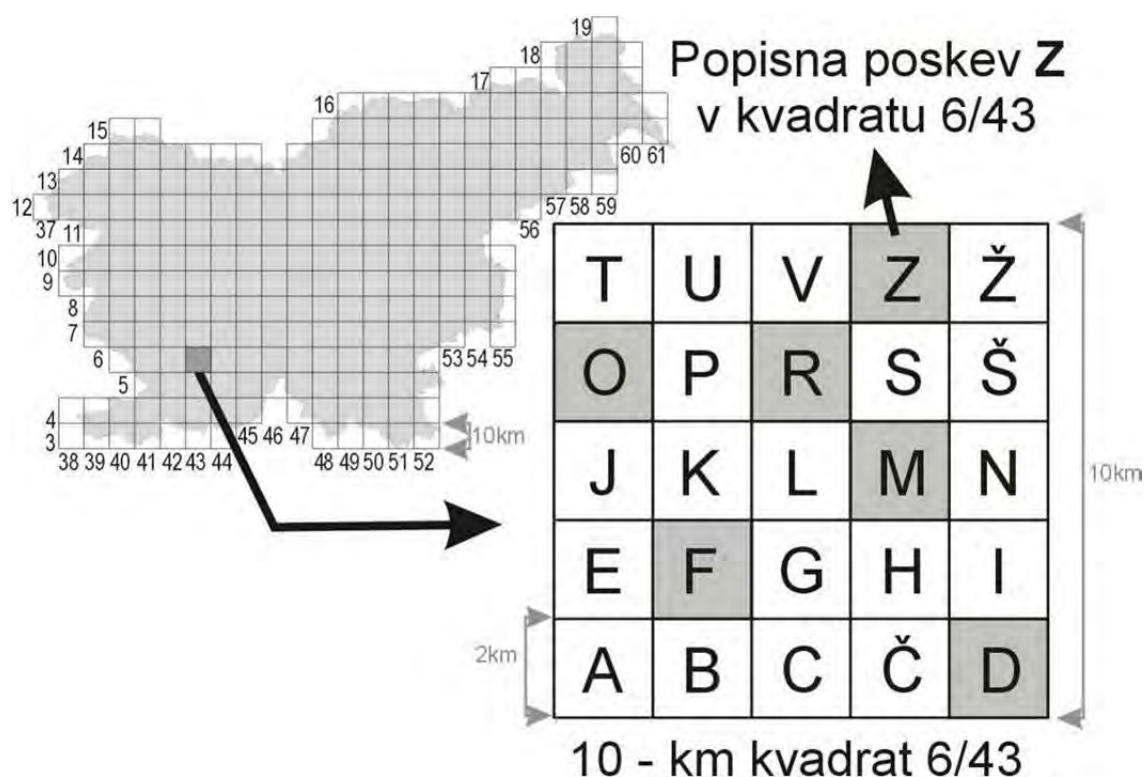 19
18
17
16
15
14
13
12
37 11
10
9
8
7
6
5
4
3
38 39 40 41 42 43 44
45 46 47
48 49 50 51 52
53 54 55
56
57 58 59
60 61
10km
Popisna poskev Z
v kvadratu 6/43
T U V Z Ž
O P R S Š
J K L M N
E F G H I
A B C Č D
2km
10km
10 - km kvadrat 6/43